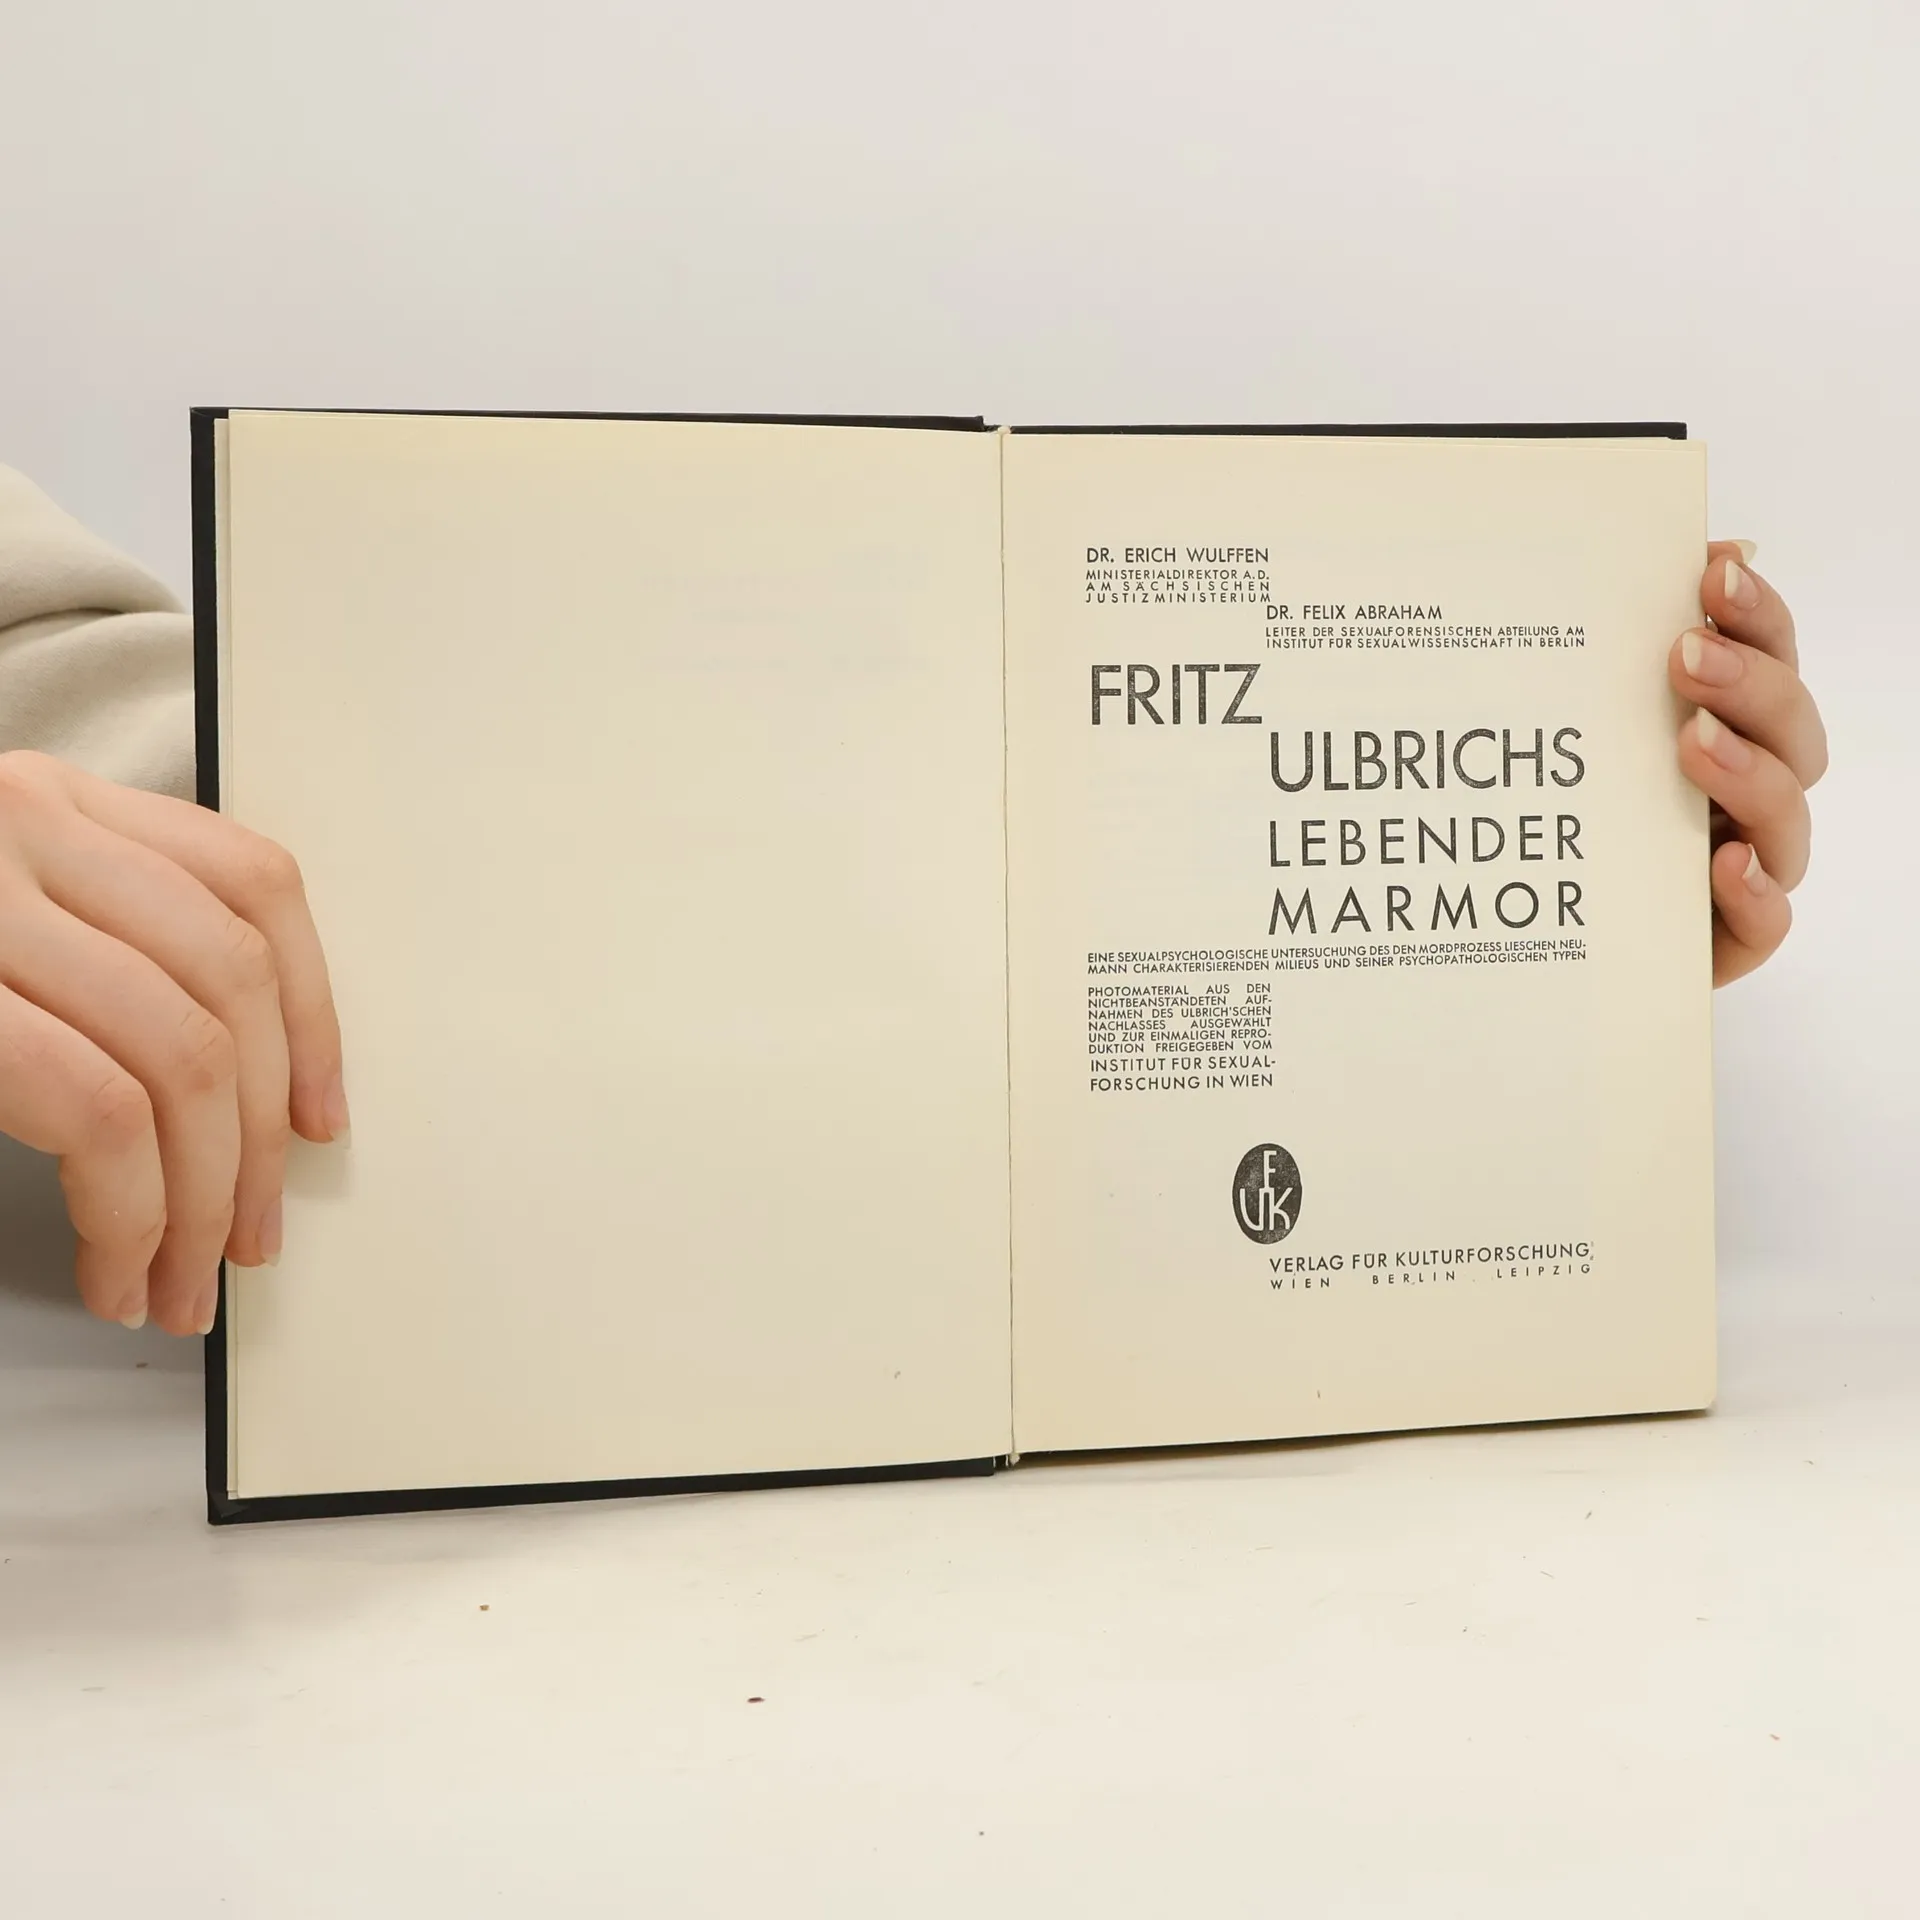 DR. ERICH WULFFEN
MINISTERIALDIREKTOR A.D.
AM SÄCHSISCHEN
JUSTIZMINISTERIUM
DR. FELIX ABRAHAM
LEITER DER SEXUALFORENSISCHEN ABTEILUNG AM
INSTITUT FÜR SEXUALWISSENSCHAFT IN BERLIN
FRITZ
ULBRICHS
LEBENDER
MARMOR
EINE SEXUALPSYCHOLOGISCHE UNTERSUCHUNG DES DEN MORDPROZESS LIESCHEN NEU-
MANN CHARAKTERISIERENDEN MILIEUS UND SEINER PSYCHOPATHOLOGISCHEN TYPEN
PHOTOMATERIAL AUS DEN
NICHTBEANSTÄNDETEN AUF-
NAHMEN DES ULBRICH'SCHEN
NACHLASSES AUSGEWÄHLT
UND ZUR EINMALIGEN REPRO-
DUKTION FREIGEGEBEN VOM
INSTITUT FÜR SEXUAL-
FORSCHUNG IN WIEN
F
UK
VERLAG FÜR KULTURFORSCHUNG
WIEN BERLIN LEIPZIG